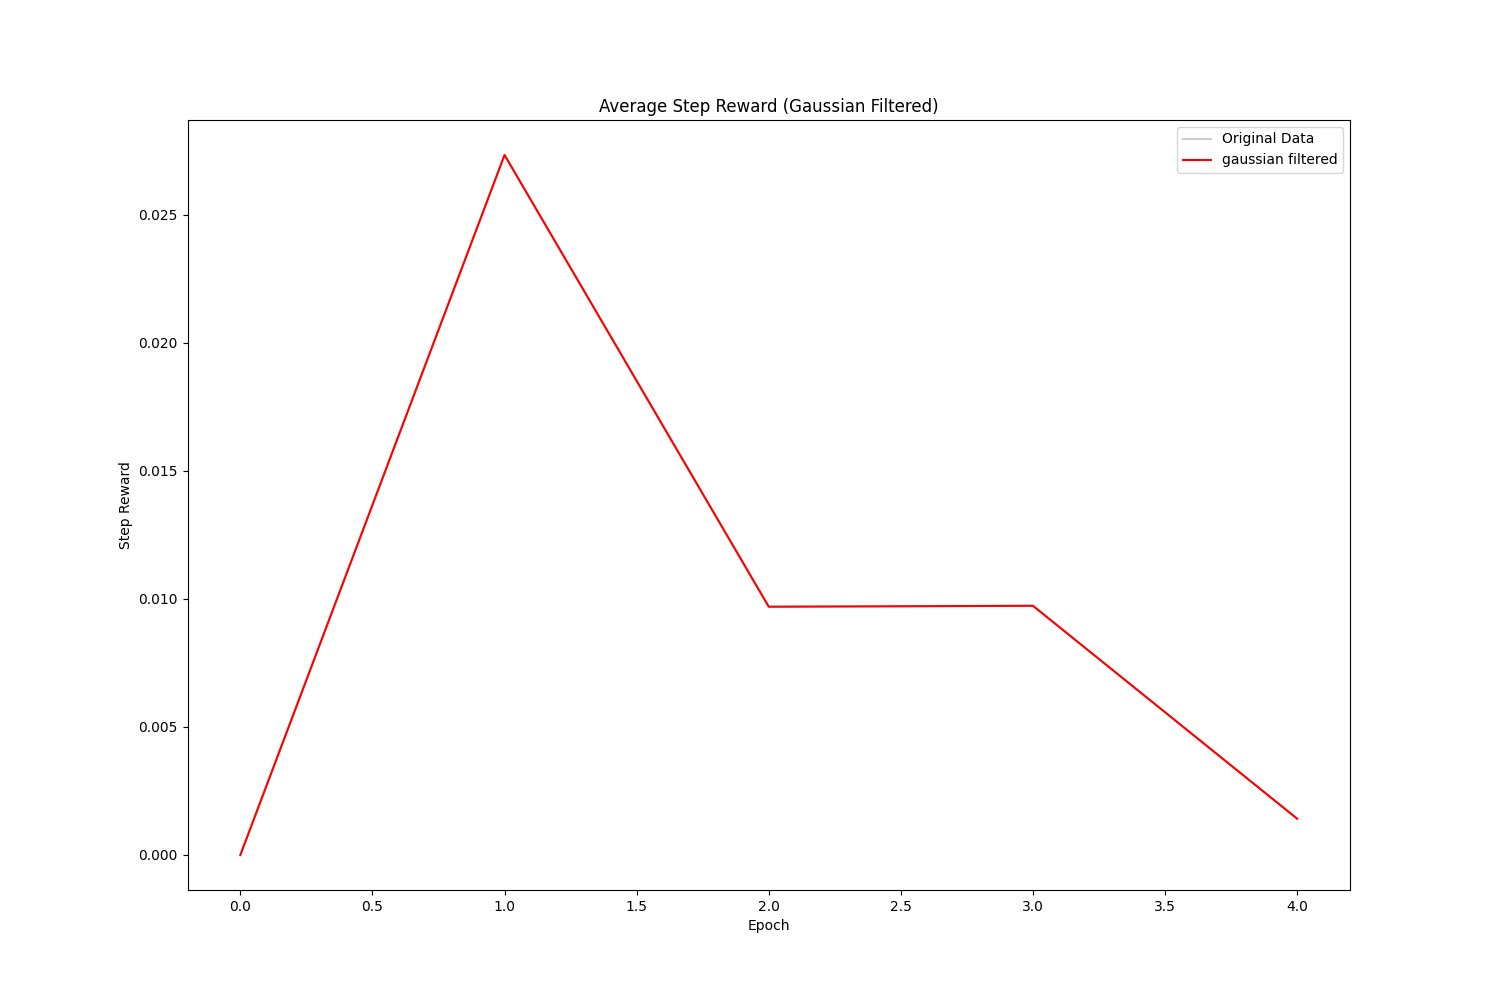 Average Step Reward (Gaussian Filtered)
Original Data
gaussian filtered
Step Reward
0.025
0.020
0.015
0.010
0.005
0.000
0.0 0.5 1.0 1.5 2.0 2.5 3.0 3.5 4.0
Epoch